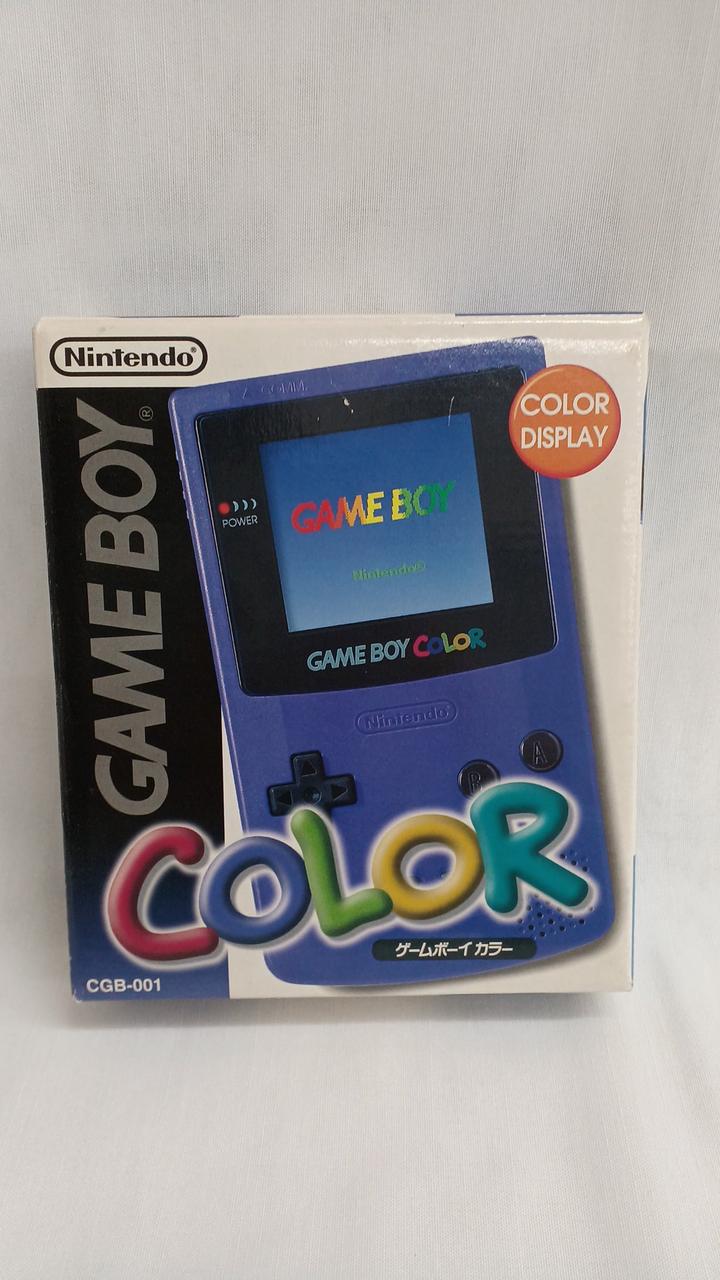 Nintendo®
GAME BOY®
COMM.
COLOR
DISPLAY
POWER
GAME BOY
Nintendo®
GAME BOY COLOR
Nintendo®
B
A
COLOR
ゲームボーイ カラー
CGB-001